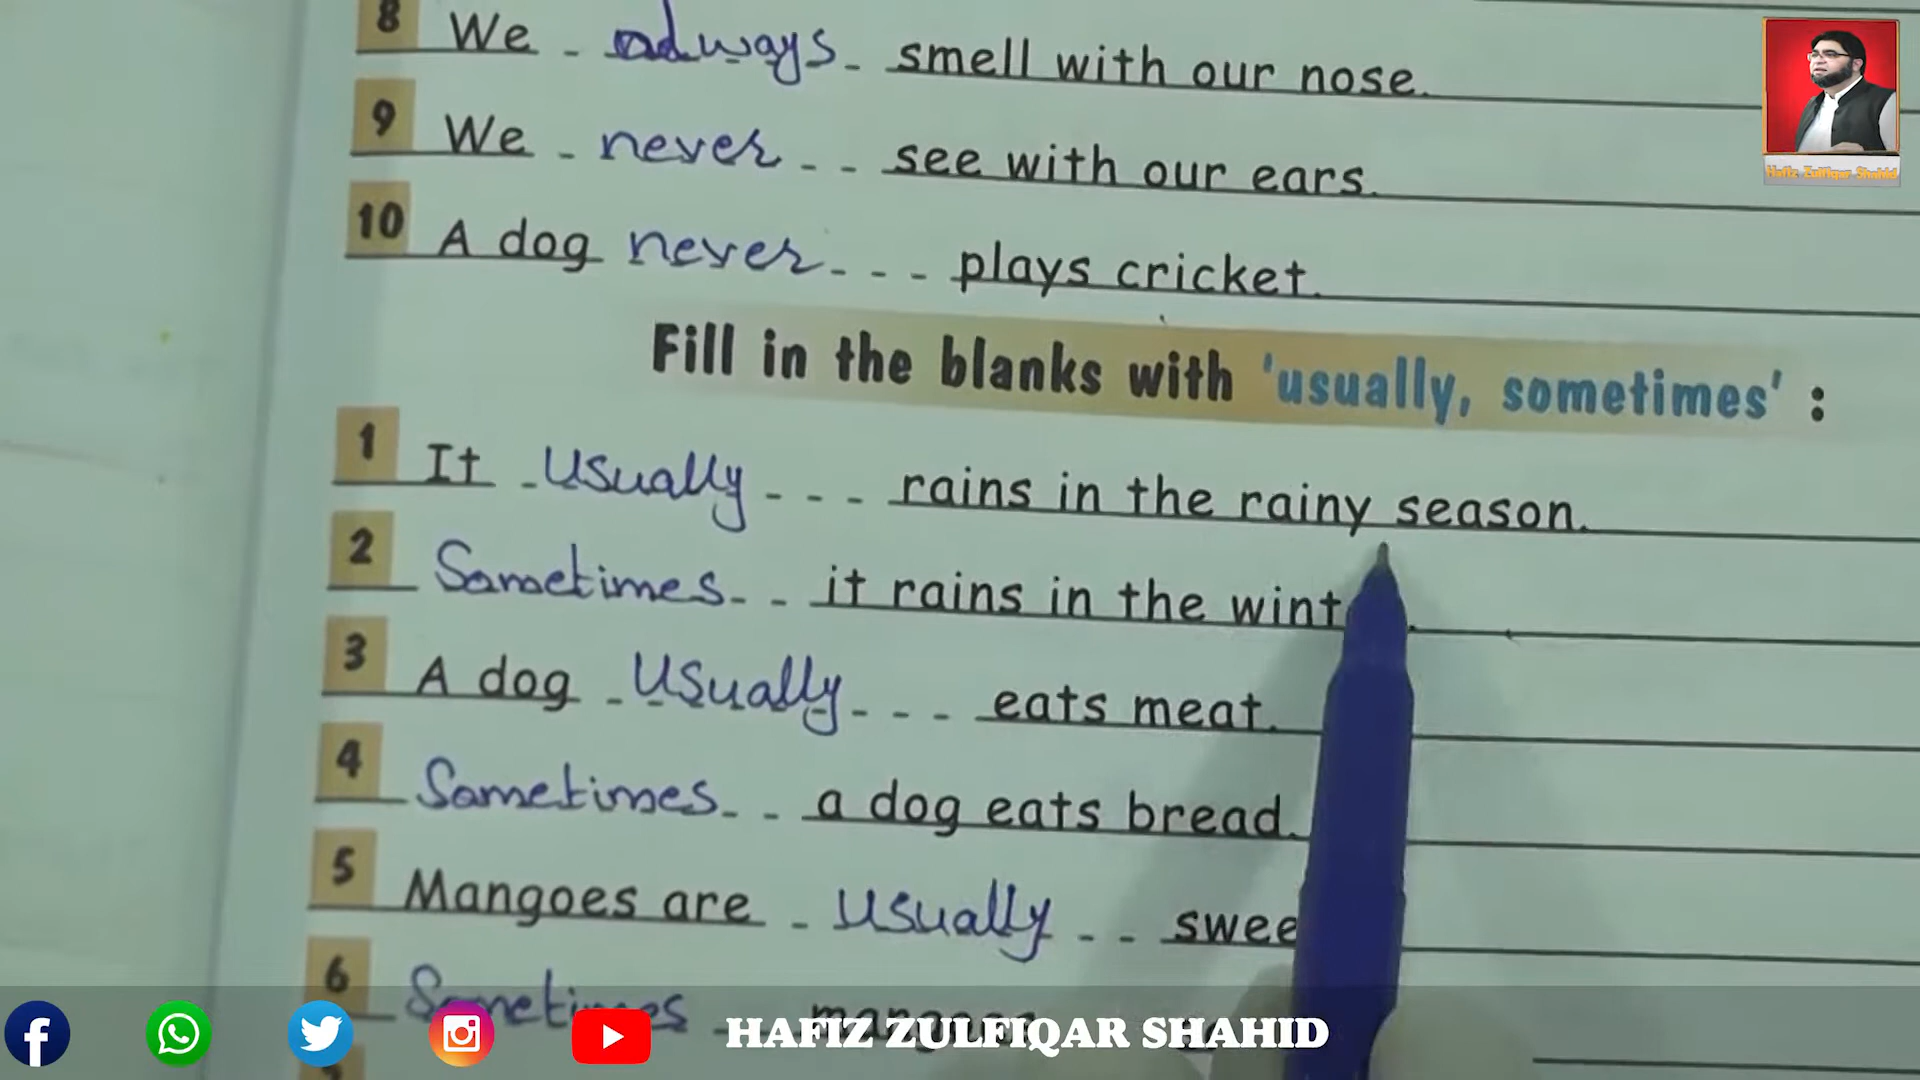 Hafiz Zulfiqar Shahid
8 We always smell with our nose.
9 We never see with our ears.
10 A dog never plays cricket.
Fill in the blanks with 'usually, sometimes' :
1 It Usually rains in the rainy season.
2 Sometimes it rains in the wint
3 A dog Usually eats meat.
4 Sometimes a dog eats bread.
5 Mangoes are usually swee
6 Sometimes mangoes
HAFIZ ZULFIQAR SHAHID